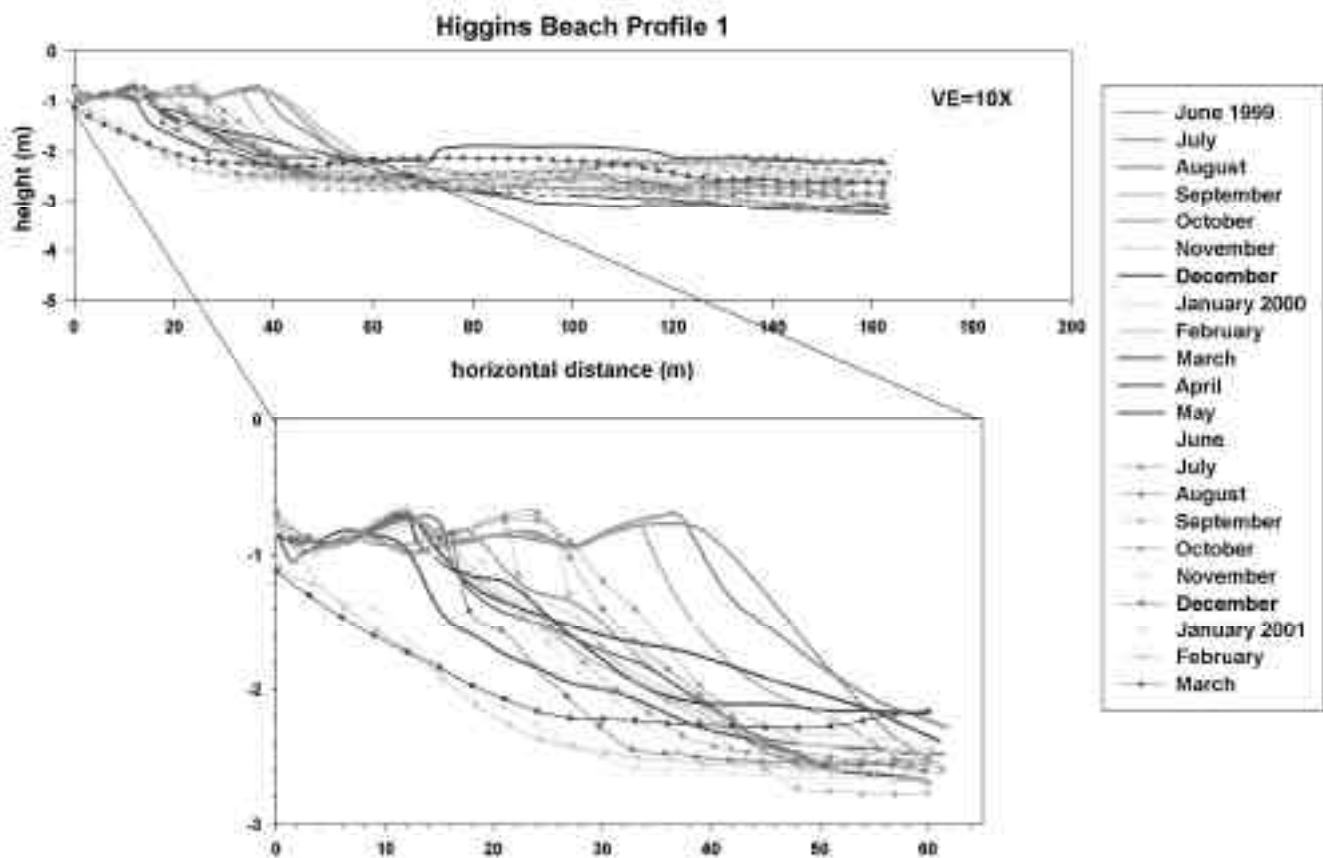 Higgins Beach Profile 1
-0
-1
-2
-3
-4
-5
height (m)
VE=10X
0 20 40 60 80 100 120 140 160 180 200
horizontal distance (m)
June 1999
July
August
September
October
November
December
January 2000
February
March
April
May
June
July
August
September
October
November
December
January 2001
February
March
0
-1
-2
-3
0 10 20 30 40 50 60